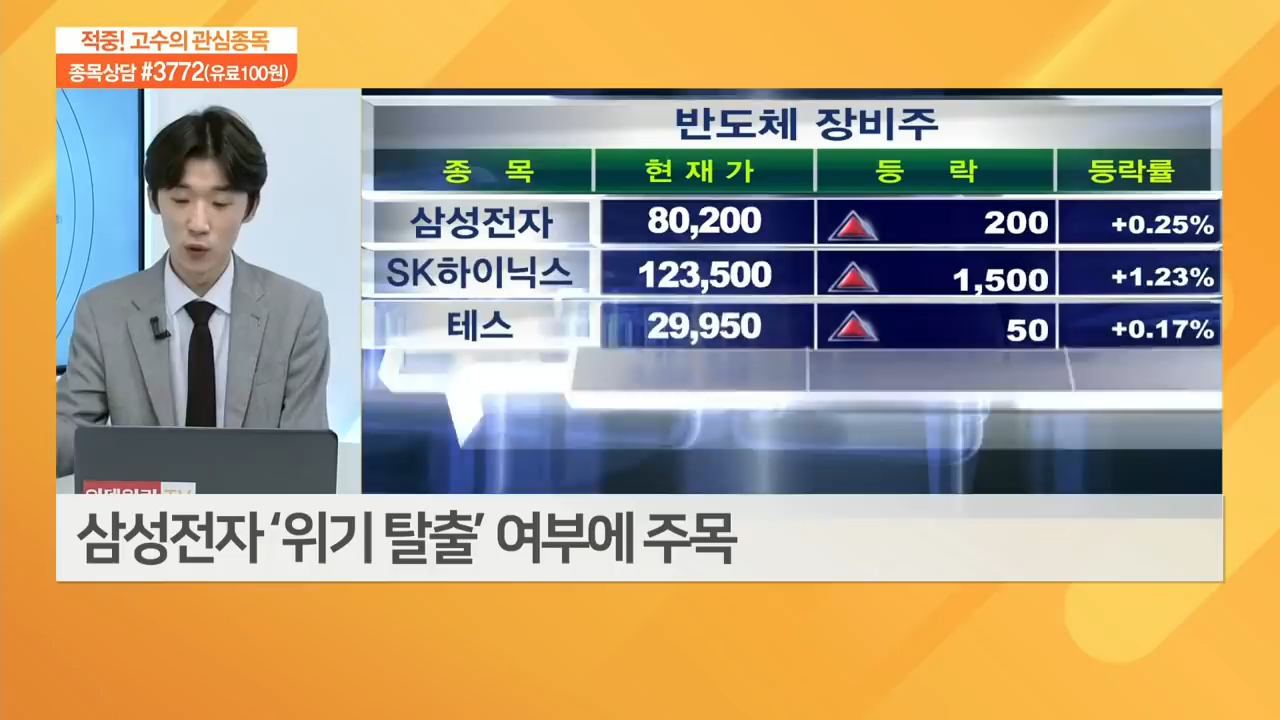 적중! 고수의 관심종목
종목상담 #3772(유료100원)
반도체 장비주
종 목 현 재 가 등 락 등락률
삼성전자 80,200 200 +0.25%
SK하이닉스 123,500 1,500 +1.23%
테스 29,950 50 +0.17%
삼성전자 ‘위기 탈출’ 여부에 주목